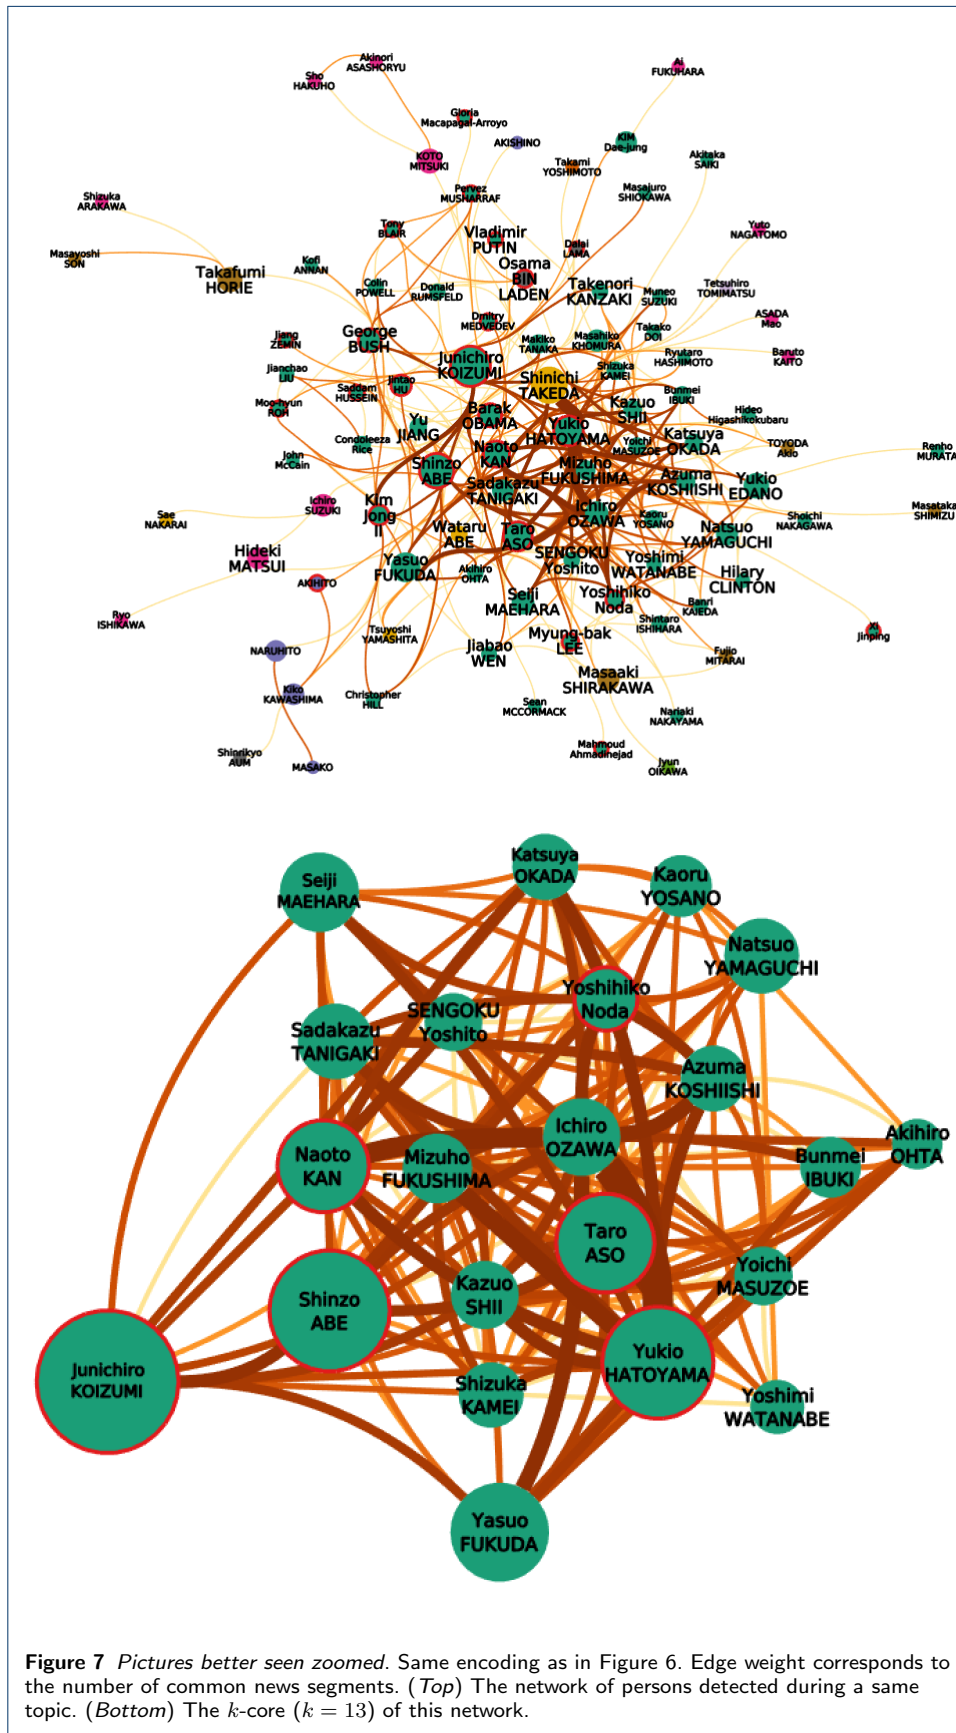 Akinori
ASASHORYU
Sho
HAKUHO
Ai
FUKUHARA
Gloria
Macapagal-Arroyo
AKISHINO
KIM
Dae-jung
KOTO
MITSUKI
Takami
YOSHIMOTO
Akitaka
SAIKI
Pervez
MUSHARRAF
Masajuro
SHIOKAWA
Shizuka
ARAKAWA
Tony
BLAIR
Vladimir
PUTIN
Dalai
LAMA
Yuto
NAGATOMO
Masayoshi
SON
Takafumi
HORIE
Kofi
ANNAN
Osama
BIN
LADEN
Colin
POWELL
Donald
RUMSFELD
Takenori
KANZAKI
Muneo
SUZUKI
Tetsuhiro
TOMIMATSU
Dmitry
MEDVEDEV
ASADA
Mao
Jiang
ZEMIN
George
BUSH
Makiko
TANAKA
Masahiko
KHOMURA
Takako
DOI
Junichiro
KOIZUMI
Ryutaro
HASHIMOTO
Baruto
KAITO
Jianchao
LIU
Shizuka
KAMEI
Shinichi
TAKEDA
Jintao
HU
Saddam
HUSSEIN
Bunmei
IBUKI
Moo-hyun
ROH
Barak
OBAMA
Kazuo
SHII
Hideo
Higashikokubaru
Yu
JIANG
Yukio
HATOYAMA
Condoleeza
Rice
Yoichi
MASUZOE
Katsuya
OKADA
TOYODA
Akio
Renho
MURATA
John
McCain
Naoto
KAN
Shinzo
ABE
Mizuho
FUKUSHIMA
Sadakazu
TANIGAKI
Azuma
KOSHIISHI
Yukio
EDANO
Ichiro
SUZUKI
Kim
Jong
Il
Ichiro
OZAWA
Kaoru
YOSANO
Shoichi
NAKAGAWA
Masataka
SHIMIZU
Sae
NAKARAI
Wataru
ABE
Taro
ASO
Natsuo
YAMAGUCHI
Hideki
MATSUI
Yasuo
FUKUDA
SENGOKU
Yoshito
Yoshimi
WATANABE
Akihiro
OHTA
Hilary
CLINTON
AKIHITO
Seiji
MAEHARA
Yoshihiko
Noda
Banri
KAIEDA
Ryo
ISHIKAWA
Shintaro
ISHIHARA
Xi
Jinping
Tsuyoshi
YAMASHITA
Myung-bak
LEE
NARUHITO
Jiabao
WEN
Fujio
MITARAI
Masaaki
SHIRAKAWA
Kiko
KAWASHIMA
Christopher
HILL
Sean
MCCORMACK
Nariaki
NAKAYAMA
Shinrikyo
AUM
MASAKO
Mahmoud
Ahmadinejad
Jyun
OIKAWA
Katsuya
OKADA
Seiji
MAEHARA
Kaoru
YOSANO
Natsuo
YAMAGUCHI
Yoshihiko
Noda
SENGOKU
Yoshito
Sadakazu
TANIGAKI
Azuma
KOSHIISHI
Ichiro
OZAWA
Akihiro
OHTA
Naoto
KAN
Mizuho
FUKUSHIMA
Bunmei
IBUKI
Taro
ASO
Yoichi
MASUZOE
Kazuo
SHII
Shinzo
ABE
Yukio
HATOYAMA
Junichiro
KOIZUMI
Shizuka
KAMEI
Yoshimi
WATANABE
Yasuo
FUKUDA
Figure 7 Pictures better seen zoomed. Same encoding as in Figure 6. Edge weight corresponds to
the number of common news segments. (Top) The network of persons detected during a same
topic. (Bottom) The k-core (k = 13) of this network.